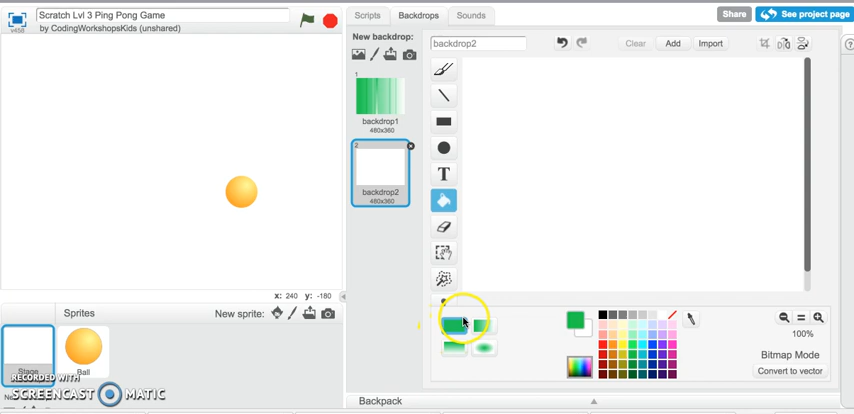 Scratch Lvl 3 Ping Pong Game
by CodingWorkshopsKids (unshared)
v458
Scripts
Backdrops
Sounds
Share
See project page
New backdrop:
backdrop2
Clear
Add
Import
1
backdrop1
480x360
2
backdrop2
480x360
T
x: 240 y: -180
Sprites
New sprite:
Stage
Ball
100%
Bitmap Mode
Convert to vector
Backpack
RECORDED WITH
SCREENCAST MATIC